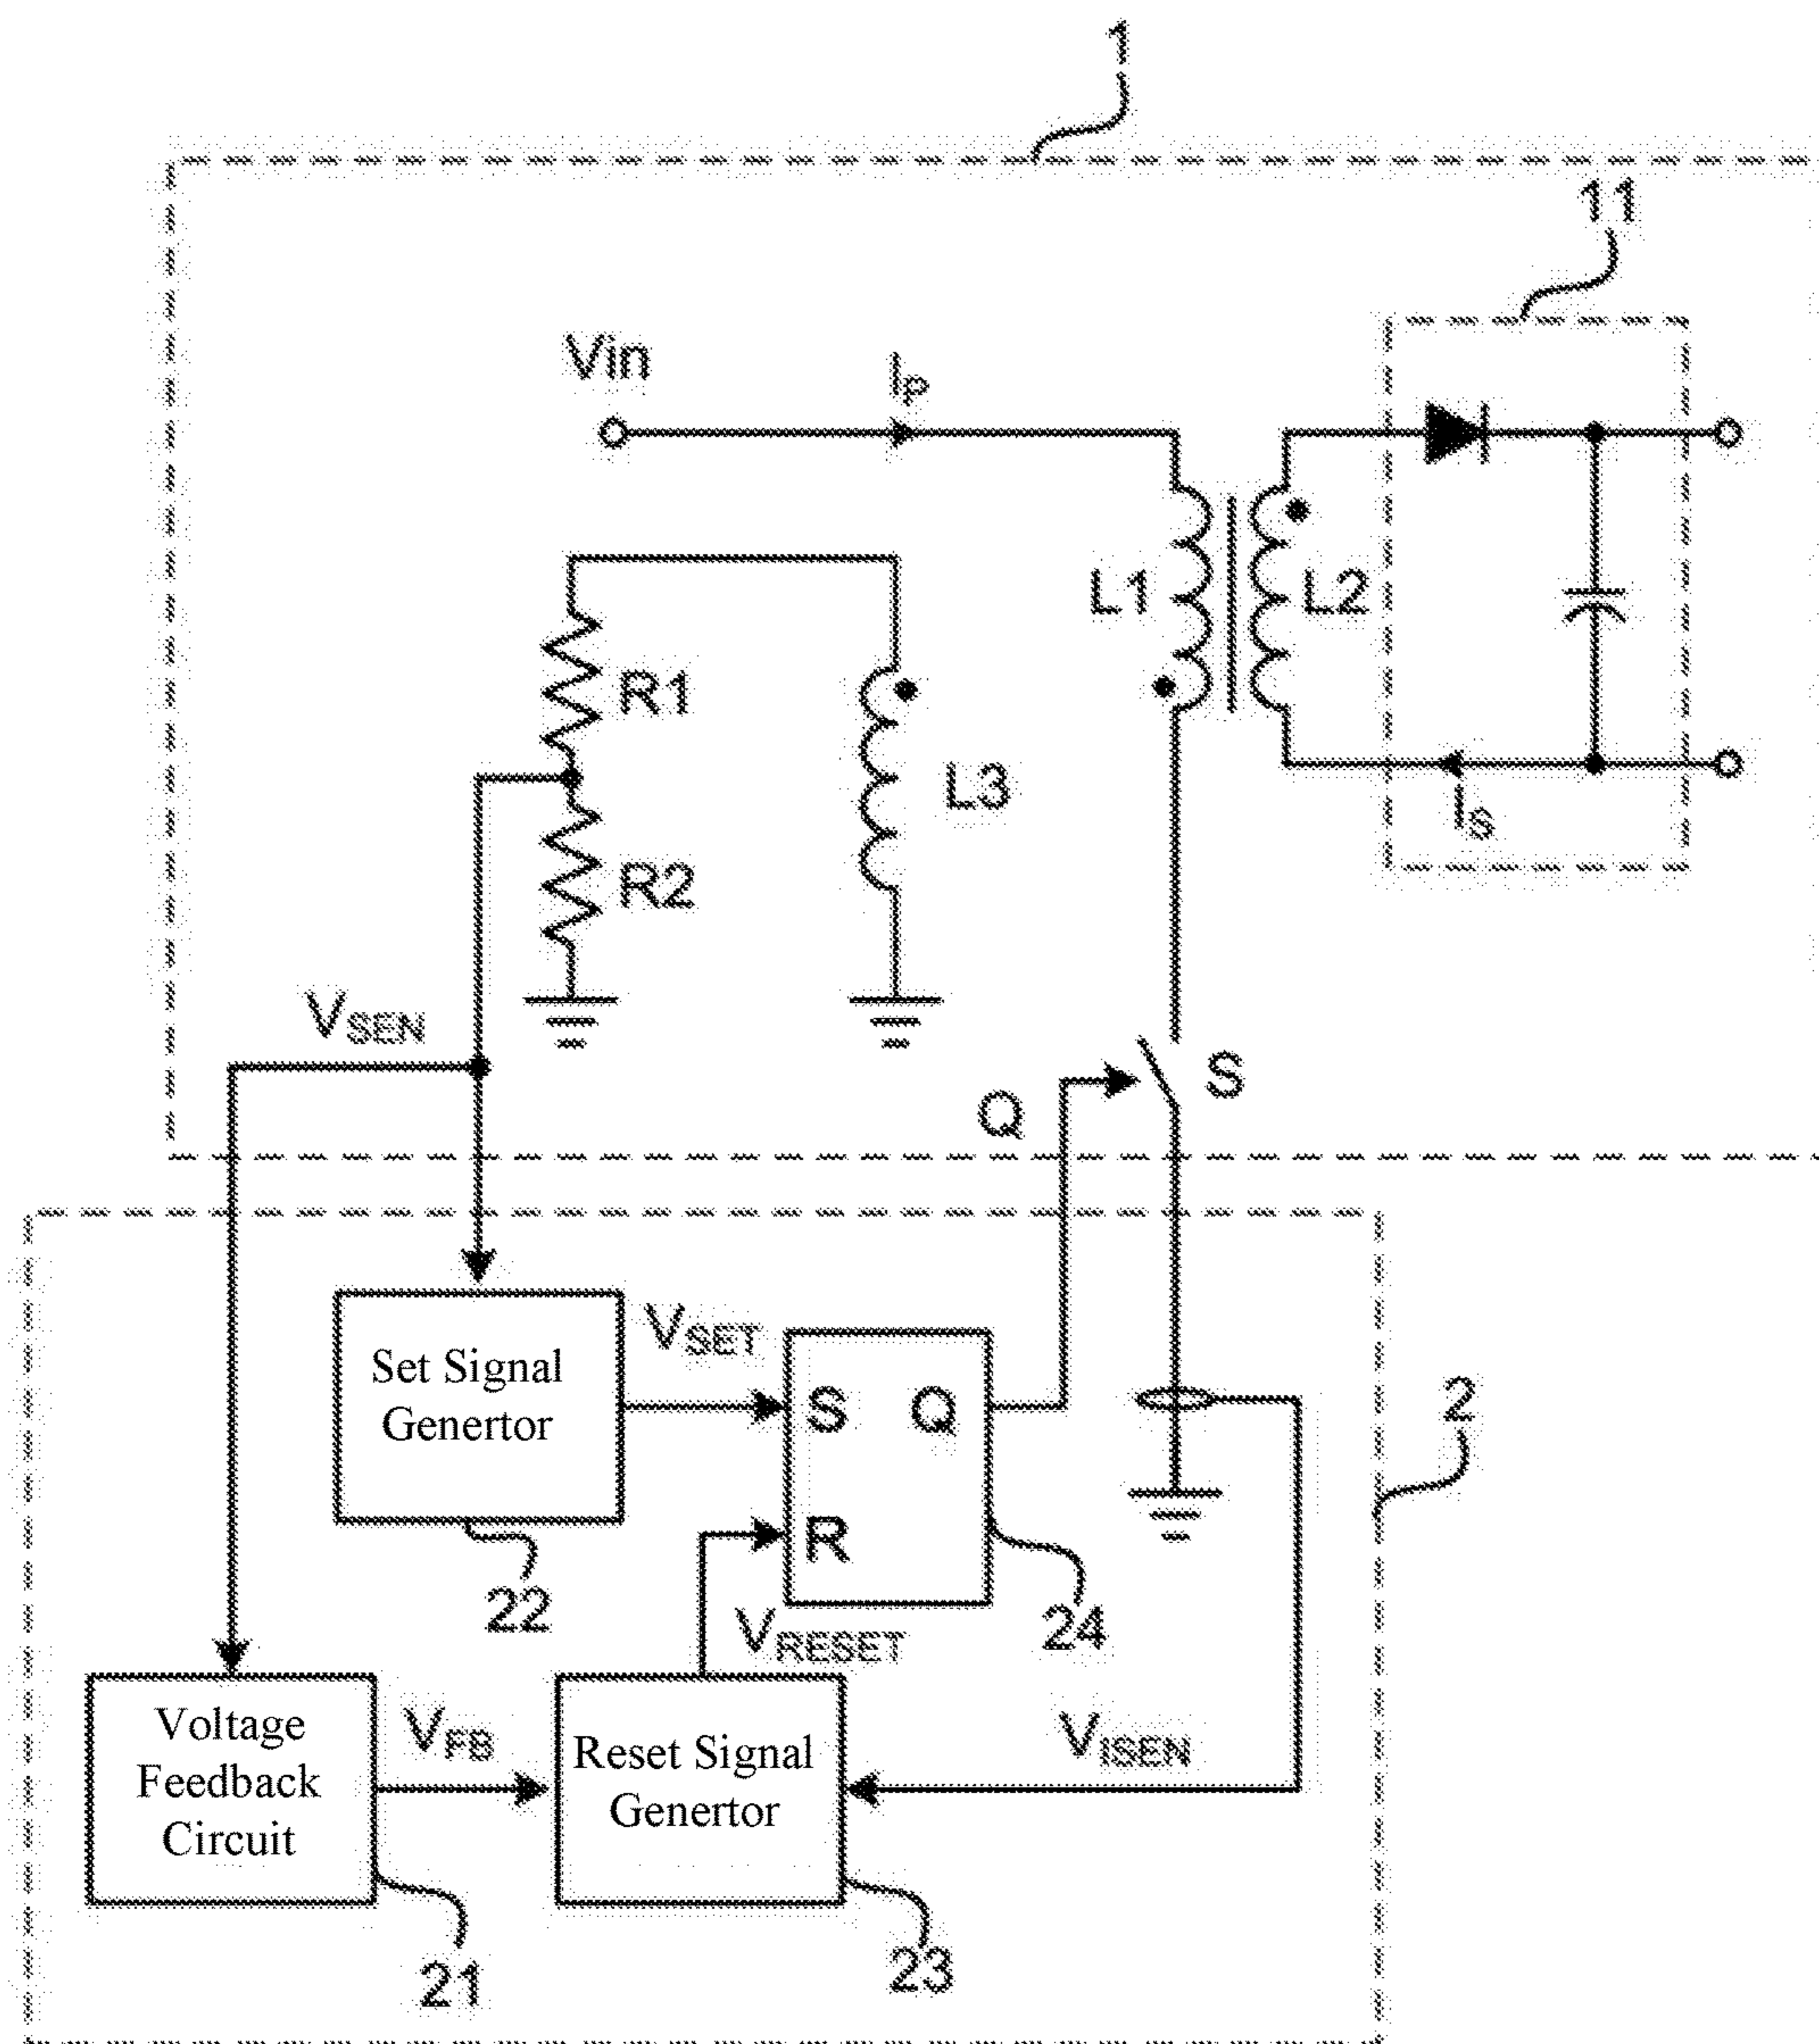 1
11
Vin
IP
L1
L2
R1
L3
IS
R2
VSEN
S
Q
Set Signal
Genertor
VSET
S
Q
2
R
22
VRESET
24
Voltage
Feedback
Circuit
VFB
Reset Signal
Genertor
VISEN
21
23